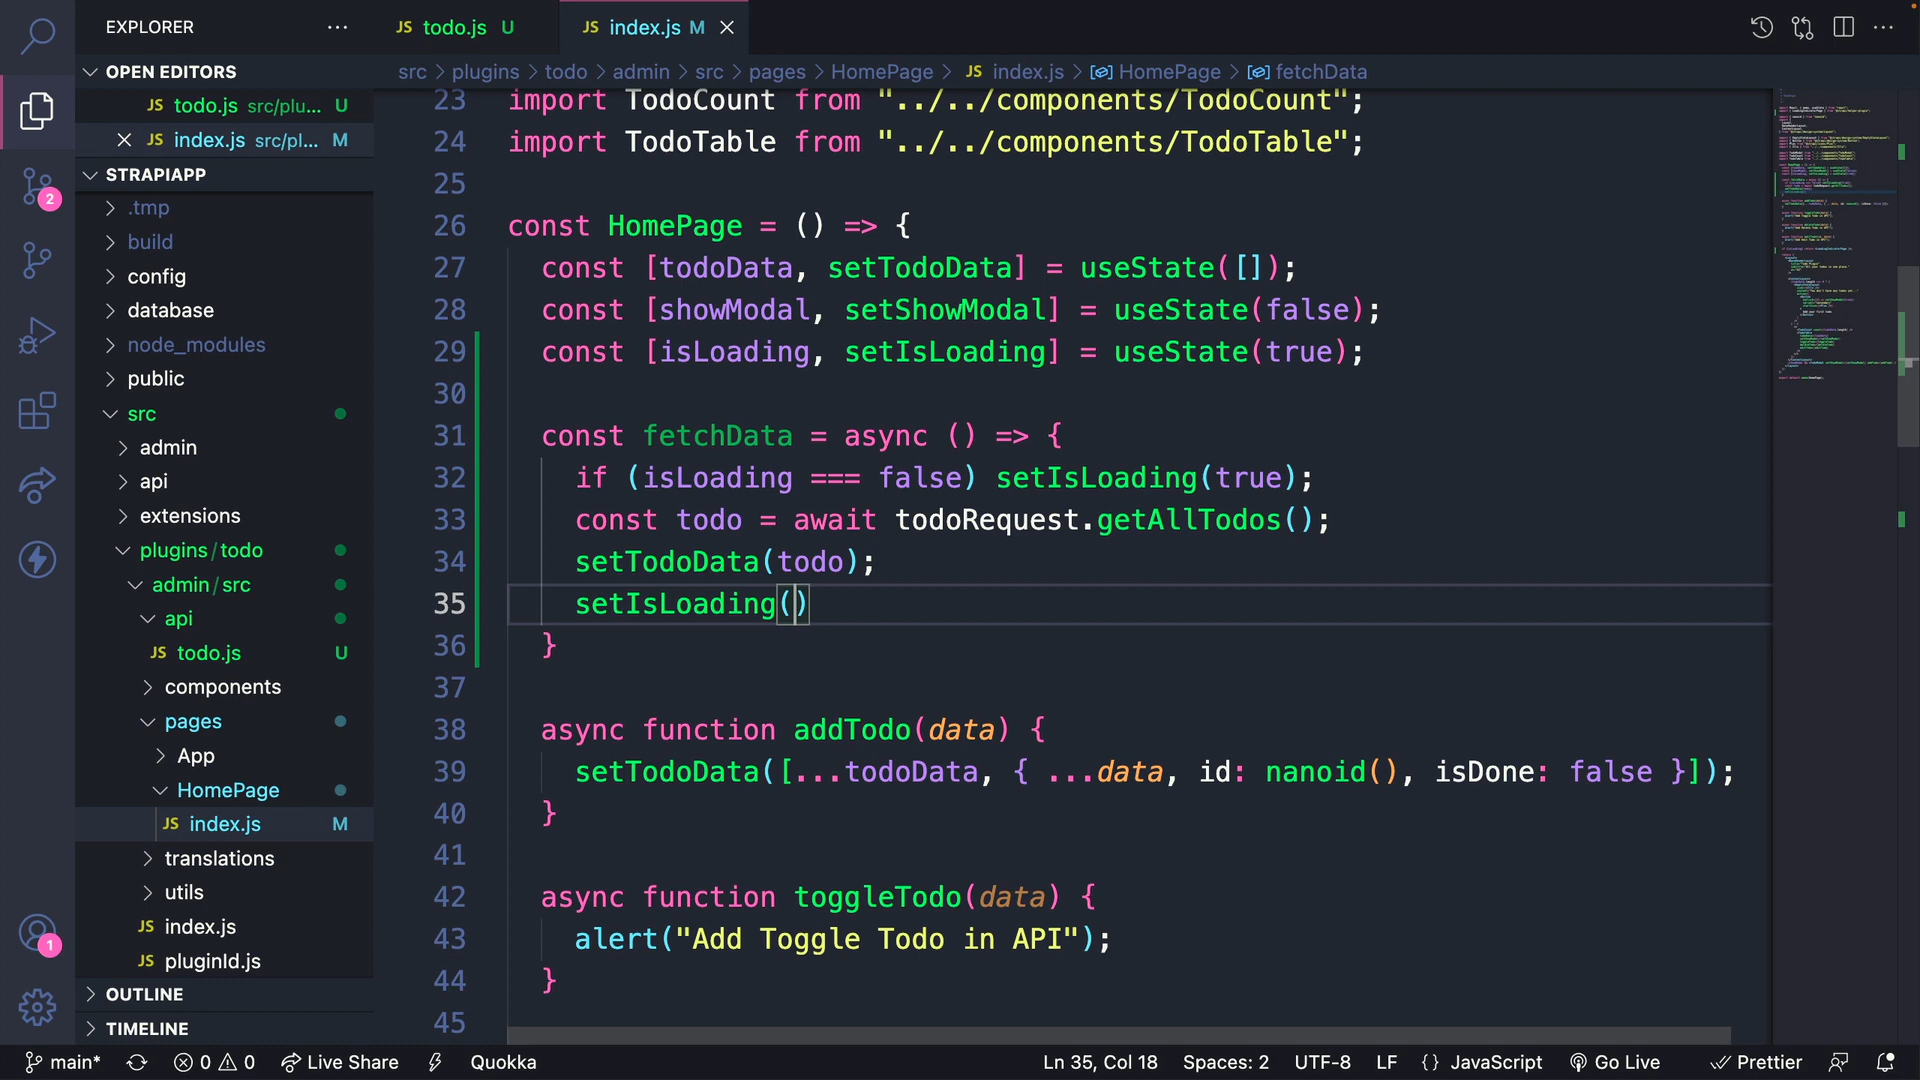 EXPLORER
JS todo.js U
JS index.js M
OPEN EDITORS
src > plugins > todo > admin > src > pages > HomePage > JS index.js > HomePage > fetchData
JS todo.js src/plu... U
JS index.js src/pl... M
STRAPIAPP
.tmp
build
config
database
node_modules
public
src
admin
api
extensions
plugins/todo
admin/src
api
JS todo.js U
components
pages
App
HomePage
JS index.js M
translations
utils
JS index.js
JS pluginId.js
OUTLINE
TIMELINE
2
1
23 import TodoCount from "../../components/TodoCount";
24 import TodoTable from "../../components/TodoTable";
25
26 const HomePage = () => {
27 const [todoData, setTodoData] = useState([]);
28 const [showModal, setShowModal] = useState(false);
29 const [isLoading, setIsLoading] = useState(true);
30
31 const fetchData = async () => {
32 if (isLoading === false) setIsLoading(true);
33 const todo = await todoRequest.getAllTodos();
34 setTodoData(todo);
35 setIsLoading()
36 }
37
38 async function addTodo(data) {
39 setTodoData([...todoData, { ...data, id: nanoid(), isDone: false }]);
40 }
41
42 async function toggleTodo(data) {
43 alert("Add Toggle Todo in API");
44 }
45
main* 0 0 Live Share Quokka Ln 35, Col 18 Spaces: 2 UTF-8 LF {} JavaScript Go Live Prettier